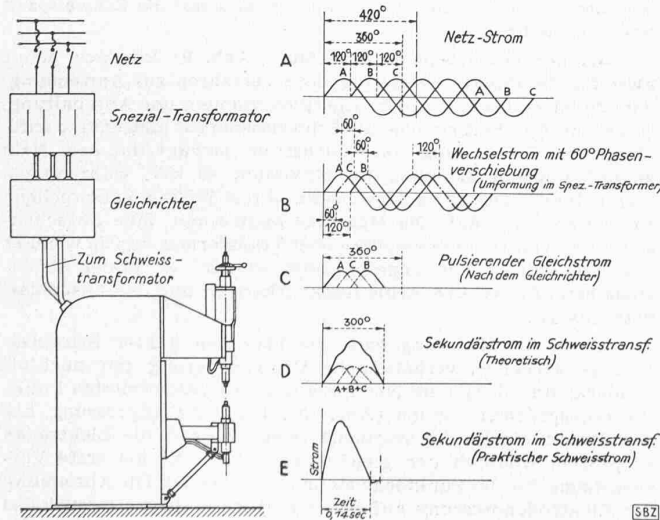 Netz
Spezial-Transformator
Gleichrichter
Zum Schweiss-
transformator
A
420°
360°
120° 120° 120°
A B C
A B C
Netz-Strom
B
60°
60°
120°
A C B
60°
120°
Wechselstrom mit 60° Phasen-
verschiebung
(Umformung im Spez.-Transformer)
C
360°
A C B
Pulsierender Gleichstrom
(Nach dem Gleichrichter)
D
300°
A+B+C
Sekundärstrom im Schweisstransf.
(Theoretisch)
E
Strom
Zeit
0,14 sec
Sekundärstrom im Schweisstransf.
(Praktischer Schweisstrom)
SBZ